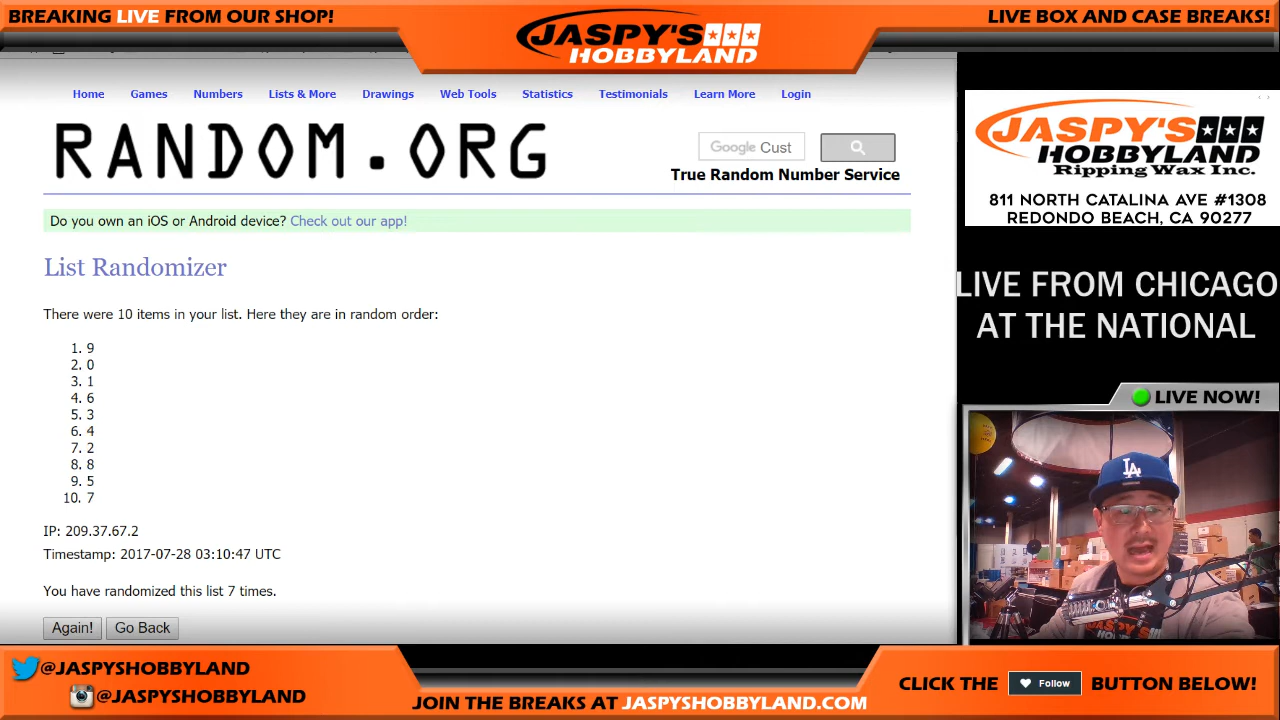 BREAKING LIVE FROM OUR SHOP!
JASPY'S
HOBBYLAND
LIVE BOX AND CASE BREAKS!
Home Games Numbers Lists & More Drawings Web Tools Statistics Testimonials Learn More Login
RANDOM.ORG
Google Cust
True Random Number Service
Do you own an iOS or Android device? Check out our app!
List Randomizer
There were 10 items in your list. Here they are in random order:
1. 9
2. 0
3. 1
4. 6
5. 3
6. 4
7. 2
8. 8
9. 5
10. 7
IP: 209.37.67.2
Timestamp: 2017-07-28 03:10:47 UTC
You have randomized this list 7 times.
Again! Go Back
JASPY'S
HOBBYLAND
Ripping Wax Inc.
811 NORTH CATALINA AVE #1308
REDONDO BEACH, CA 90277
LIVE FROM CHICAGO
AT THE NATIONAL
LIVE NOW!
LA
JASPY'S
@JASPYSHOBBYLAND
@JASPYSHOBBYLAND
JOIN THE BREAKS AT JASPYSHOBBYLAND.COM
CLICK THE Follow BUTTON BELOW!